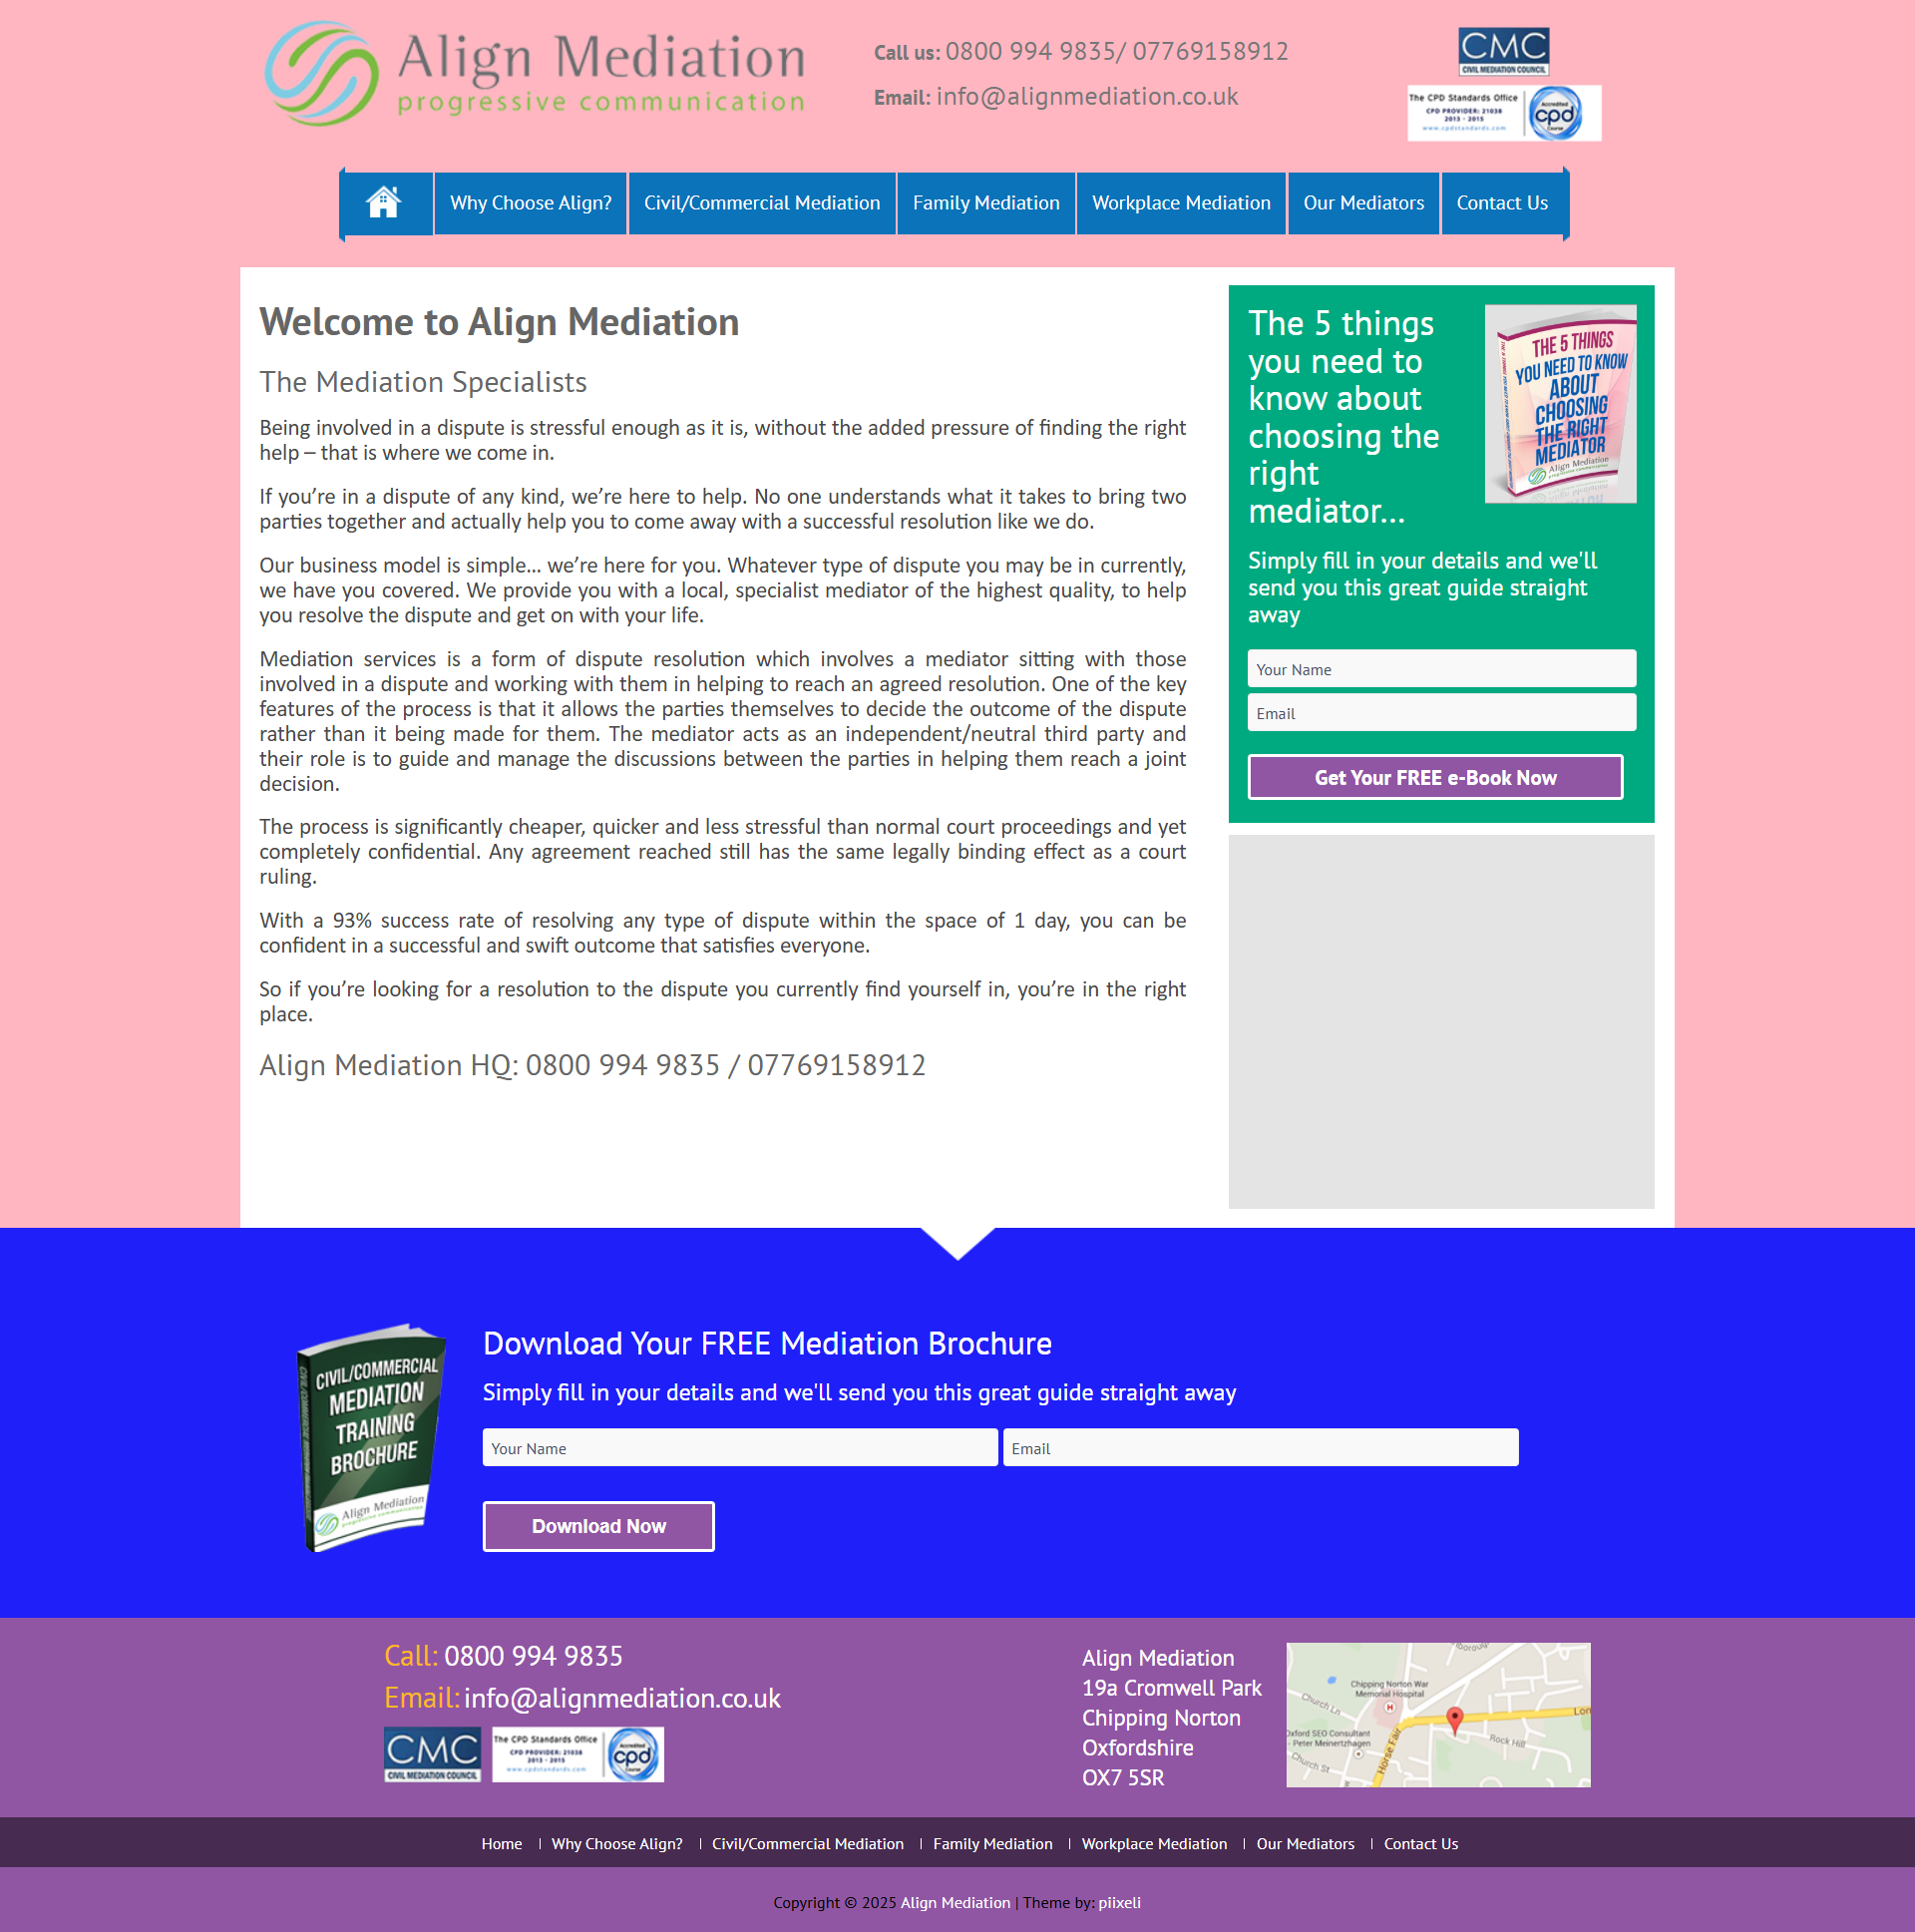 Align Mediation
progressive communication
Call us: 0800 994 9835/ 07769158912
Email: info@alignmediation.co.uk
CMC
CIVIL MEDIATION COUNCIL
The CPD Standards Office
CPD PROVIDER: 21038
2013 - 2015
www.cpdstandards.com
Accredited
cpd
Course
Why Choose Align?
Civil/Commercial Mediation
Family Mediation
Workplace Mediation
Our Mediators
Contact Us
Welcome to Align Mediation
The Mediation Specialists
Being involved in a dispute is stressful enough as it is, without the added pressure of finding the right
help – that is where we come in.
If you’re in a dispute of any kind, we’re here to help. No one understands what it takes to bring two
parties together and actually help you to come away with a successful resolution like we do.
Our business model is simple… we’re here for you. Whatever type of dispute you may be in currently,
we have you covered. We provide you with a local, specialist mediator of the highest quality, to help
you resolve the dispute and get on with your life.
Mediation services is a form of dispute resolution which involves a mediator sitting with those
involved in a dispute and working with them in helping to reach an agreed resolution. One of the key
features of the process is that it allows the parties themselves to decide the outcome of the dispute
rather than it being made for them. The mediator acts as an independent/neutral third party and
their role is to guide and manage the discussions between the parties in helping them reach a joint
decision.
The process is significantly cheaper, quicker and less stressful than normal court proceedings and yet
completely confidential. Any agreement reached still has the same legally binding effect as a court
ruling.
With a 93% success rate of resolving any type of dispute within the space of 1 day, you can be
confident in a successful and swift outcome that satisfies everyone.
So if you’re looking for a resolution to the dispute you currently find yourself in, you’re in the right
place.
Align Mediation HQ: 0800 994 9835 / 07769158912
The 5 things
you need to
know about
choosing the
right
mediator...
THE 5 THINGS
YOU NEED TO KNOW
ABOUT
CHOOSING
THE RIGHT
MEDIATOR
Align Mediation
Simply fill in your details and we'll
send you this great guide straight
away
Your Name
Email
Get Your FREE e-Book Now
CIVIL/COMMERCIAL
MEDIATION
TRAINING
BROCHURE
Align Mediation
progressive communication
Download Your FREE Mediation Brochure
Simply fill in your details and we'll send you this great guide straight away
Your Name
Email
Download Now
Call: 0800 994 9835
Email: info@alignmediation.co.uk
CMC
CIVIL MEDIATION COUNCIL
The CPD Standards Office
CPD PROVIDER: 21038
2013 - 2015
www.cpdstandards.com
Accredited
cpd
Course
Align Mediation
19a Cromwell Park
Chipping Norton
Oxfordshire
OX7 5SR
Chipping Norton War
Memorial Hospital
H
Church Ln
Lon
Oxford SEO Consultant
- Peter Meinertzhagen
Rock Hill
Horse Fair
Church St
Home
Why Choose Align?
Civil/Commercial Mediation
Family Mediation
Workplace Mediation
Our Mediators
Contact Us
Copyright © 2025 Align Mediation | Theme by: piixeli